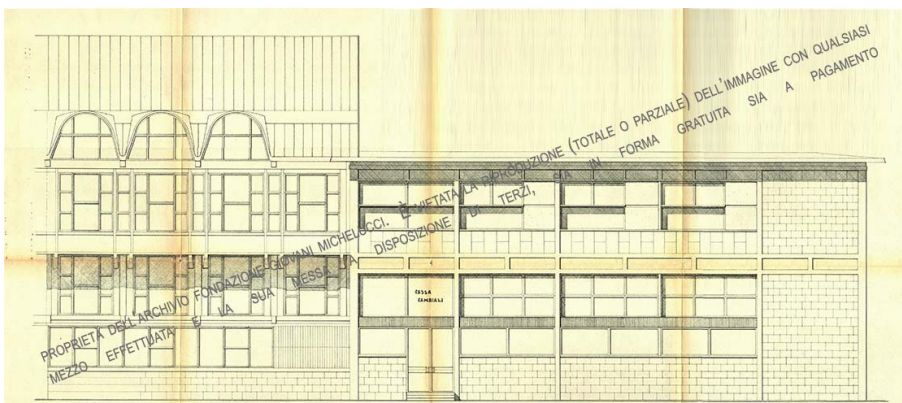 PROPRIETÀ DELL'ARCHIVIO FONDAZIONE GIOVANI MICHELUCCI. È VIETATA LA RIPRODUZIONE (TOTALE O PARZIALE) DELL'IMMAGINE CON QUALSIASI
MEZZO EFFETTUATA E LA SUA MESSA A DISPOSIZIONE DI TERZI, SIA IN FORMA GRATUITA SIA A PAGAMENTO
CASSA
CAMBIALI